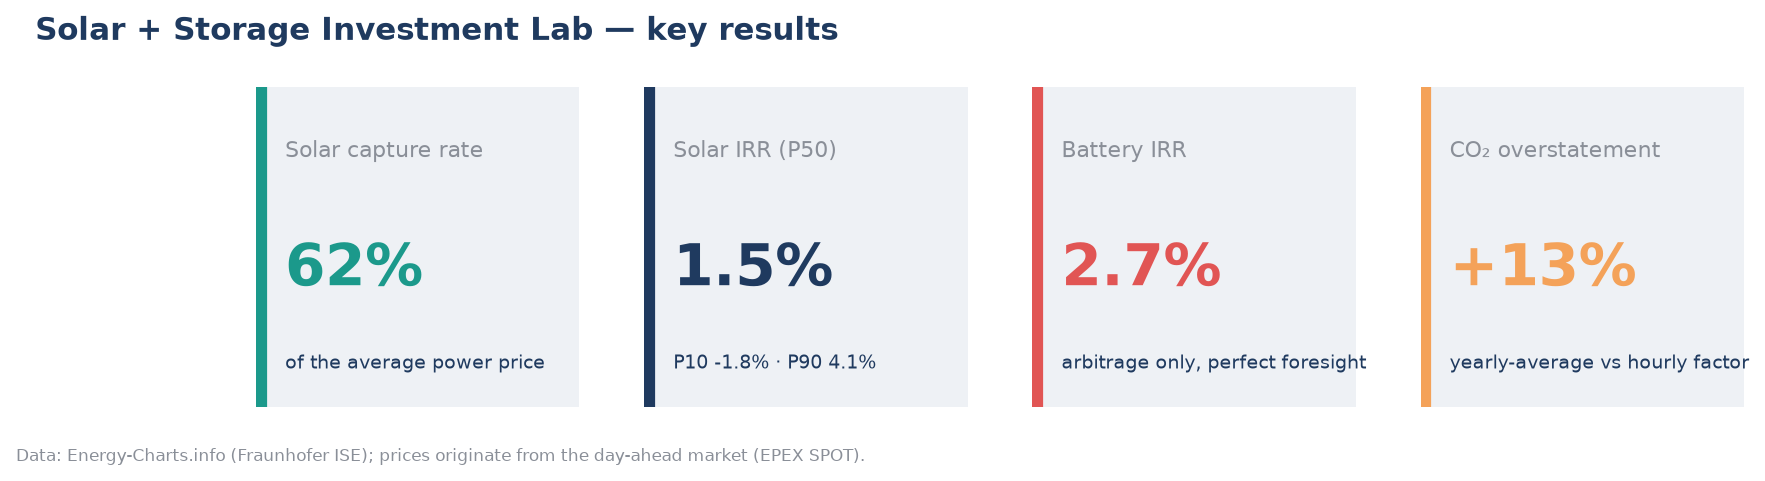 Solar + Storage Investment Lab — key results
Solar capture rate
62%
of the average power price
Solar IRR (P50)
1.5%
P10 -1.8% · P90 4.1%
Battery IRR
2.7%
arbitrage only, perfect foresight
CO₂ overstatement
+13%
yearly-average vs hourly factor
Data: Energy-Charts.info (Fraunhofer ISE); prices originate from the day-ahead market (EPEX SPOT).